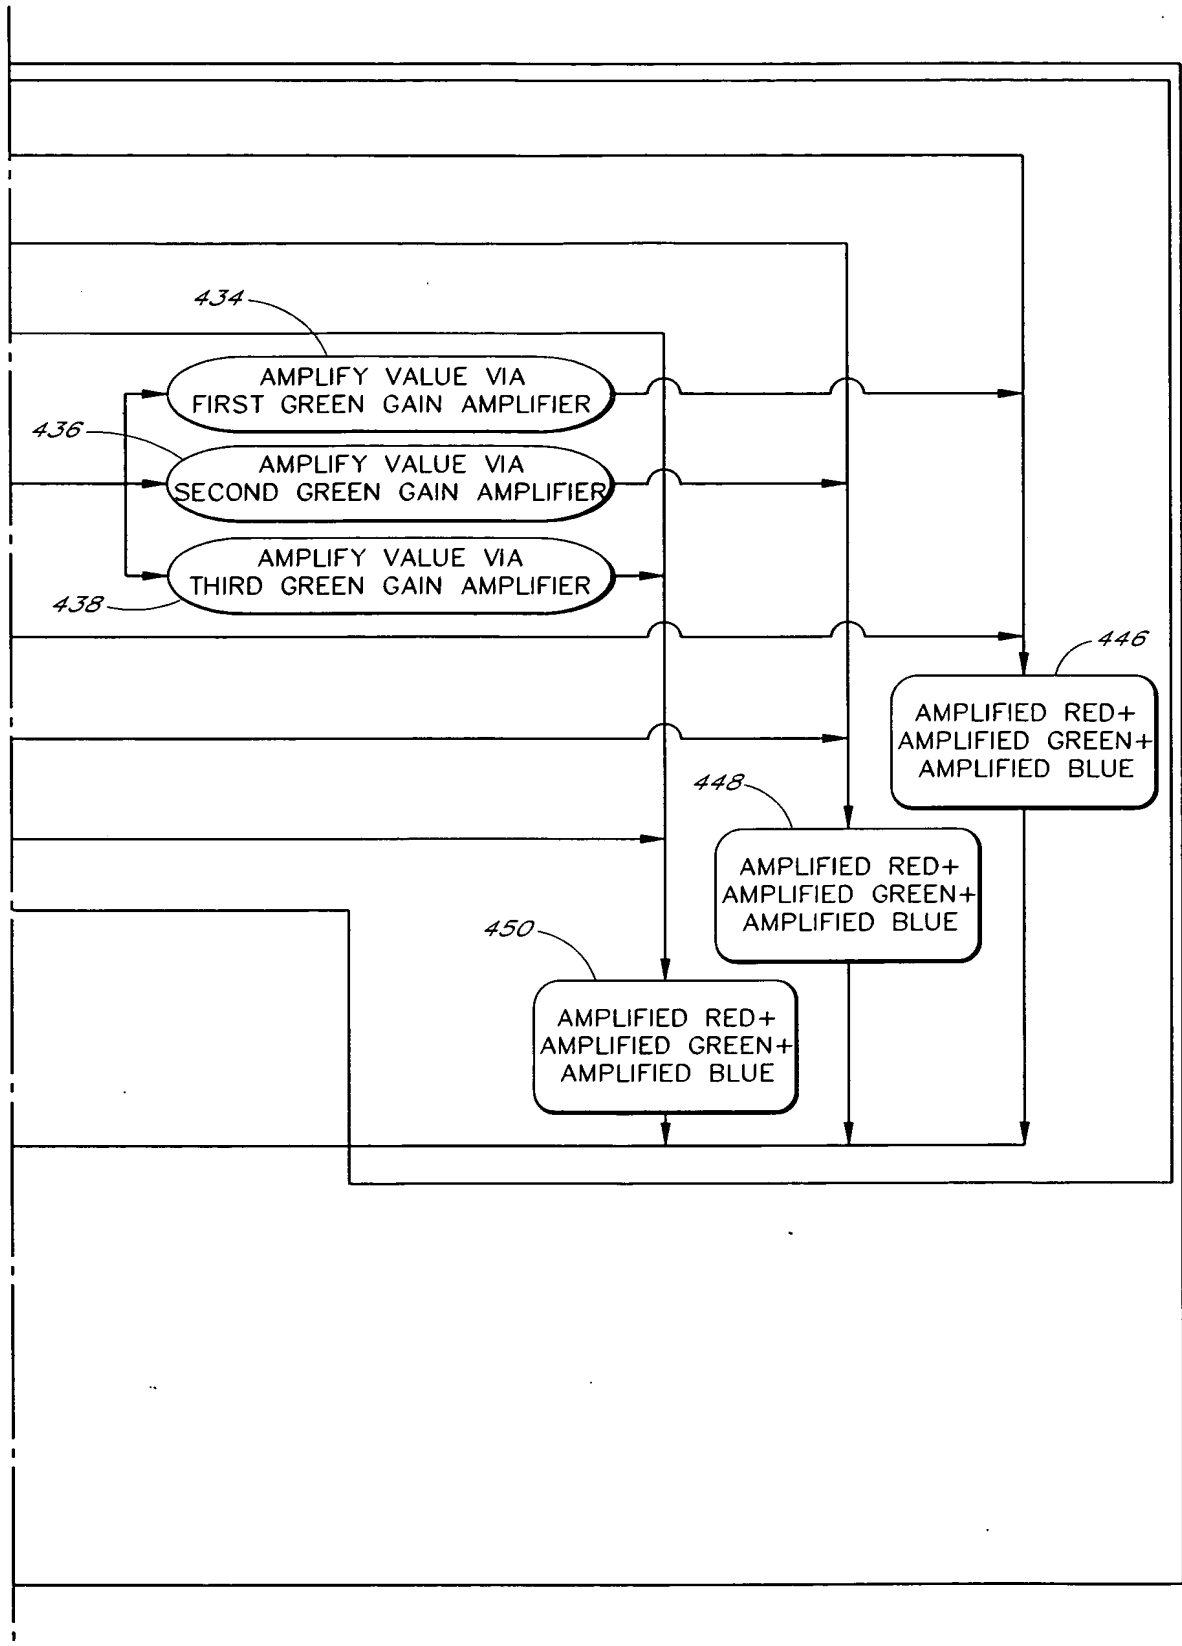 434
AMPLIFY VALUE VIA
FIRST GREEN GAIN AMPLIFIER
436
AMPLIFY VALUE VIA
SECOND GREEN GAIN AMPLIFIER
AMPLIFY VALUE VIA
THIRD GREEN GAIN AMPLIFIER
438
446
AMPLIFIED RED+
AMPLIFIED GREEN+
AMPLIFIED BLUE
448
AMPLIFIED RED+
AMPLIFIED GREEN+
AMPLIFIED BLUE
450
AMPLIFIED RED+
AMPLIFIED GREEN+
AMPLIFIED BLUE